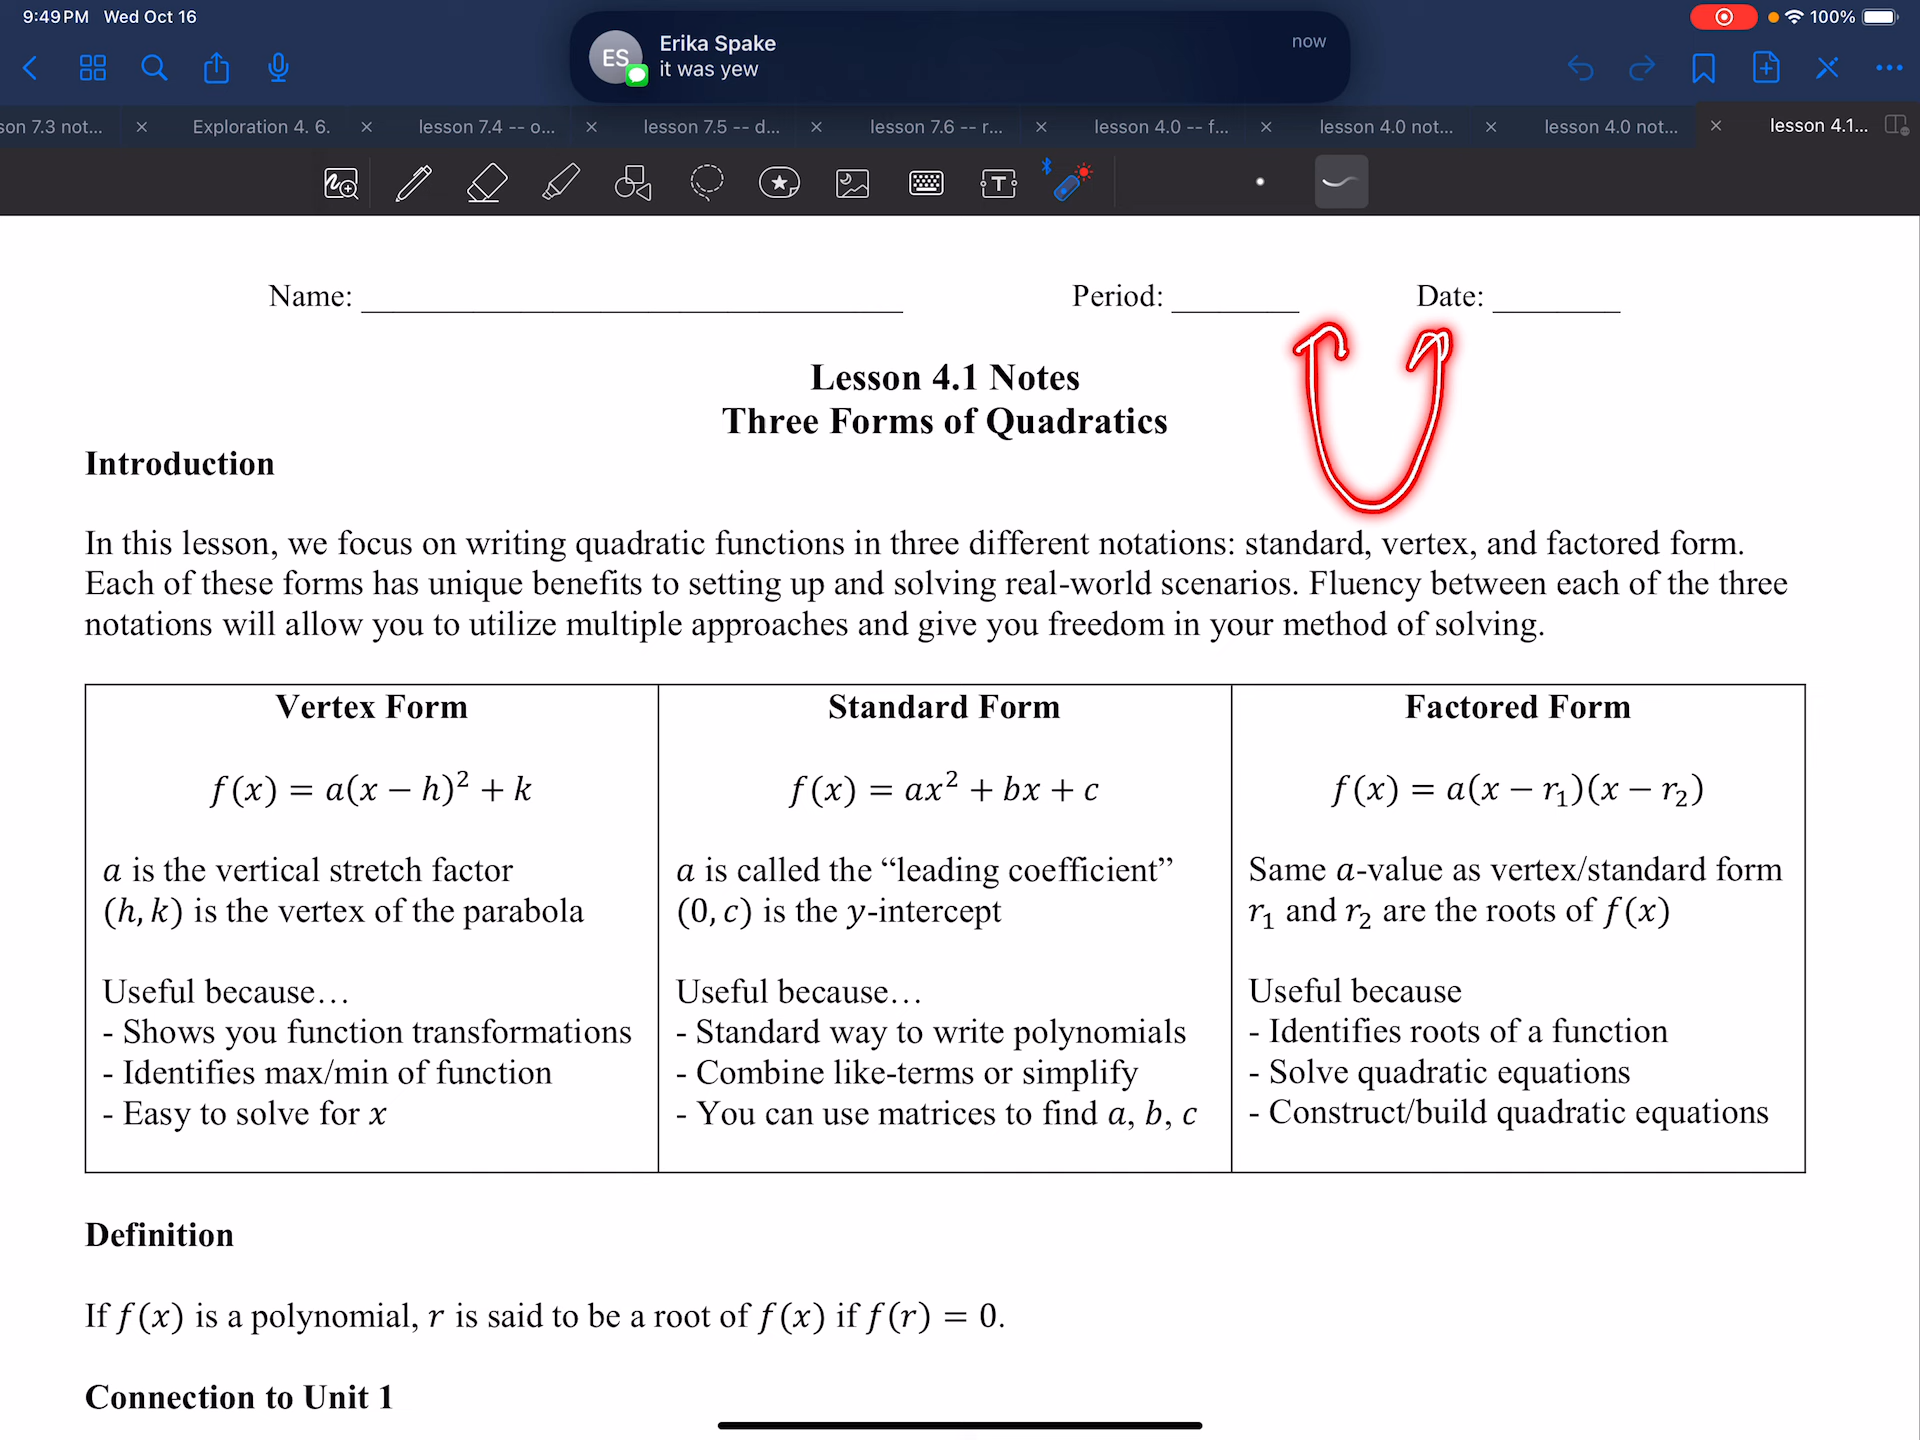 9:49 PM Wed Oct 16
100%
ES
Erika Spake
now
it was yew
son 7.3 not...
Exploration 4. 6.
lesson 7.4 -- o...
lesson 7.5 -- d...
lesson 7.6 -- r...
lesson 4.0 -- f...
lesson 4.0 not...
lesson 4.0 not...
lesson 4.1...
T
Name: ________ Period: ________ Date: ________
Lesson 4.1 Notes
Three Forms of Quadratics
Introduction
In this lesson, we focus on writing quadratic functions in three different notations: standard, vertex, and factored form.
Each of these forms has unique benefits to setting up and solving real-world scenarios. Fluency between each of the three
notations will allow you to utilize multiple approaches and give you freedom in your method of solving.
Vertex Form
f(x) = a(x − h)² + k
a is the vertical stretch factor
(h, k) is the vertex of the parabola
Useful because…
- Shows you function transformations
- Identifies max/min of function
- Easy to solve for x
Standard Form
f(x) = ax² + bx + c
a is called the “leading coefficient”
(0, c) is the y-intercept
Useful because…
- Standard way to write polynomials
- Combine like-terms or simplify
- You can use matrices to find a, b, c
Factored Form
f(x) = a(x − r₁)(x − r₂)
Same a-value as vertex/standard form
r₁ and r₂ are the roots of f(x)
Useful because
- Identifies roots of a function
- Solve quadratic equations
- Construct/build quadratic equations
Definition
If f(x) is a polynomial, r is said to be a root of f(x) if f(r) = 0.
Connection to Unit 1